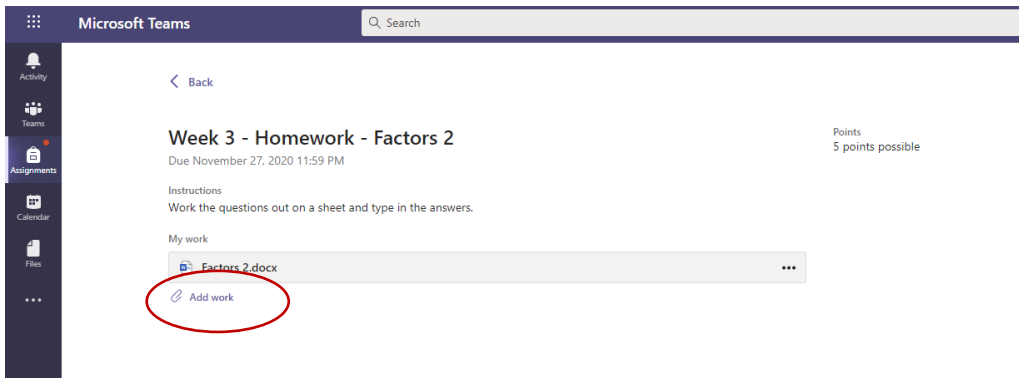 Microsoft Teams
Search
Activity
Teams
Assignments
Calendar
Files
Back
Week 3 - Homework - Factors 2
Due November 27, 2020 11:59 PM
Points
5 points possible
Instructions
Work the questions out on a sheet and type in the answers.
My work
Factors 2.docx
Add work